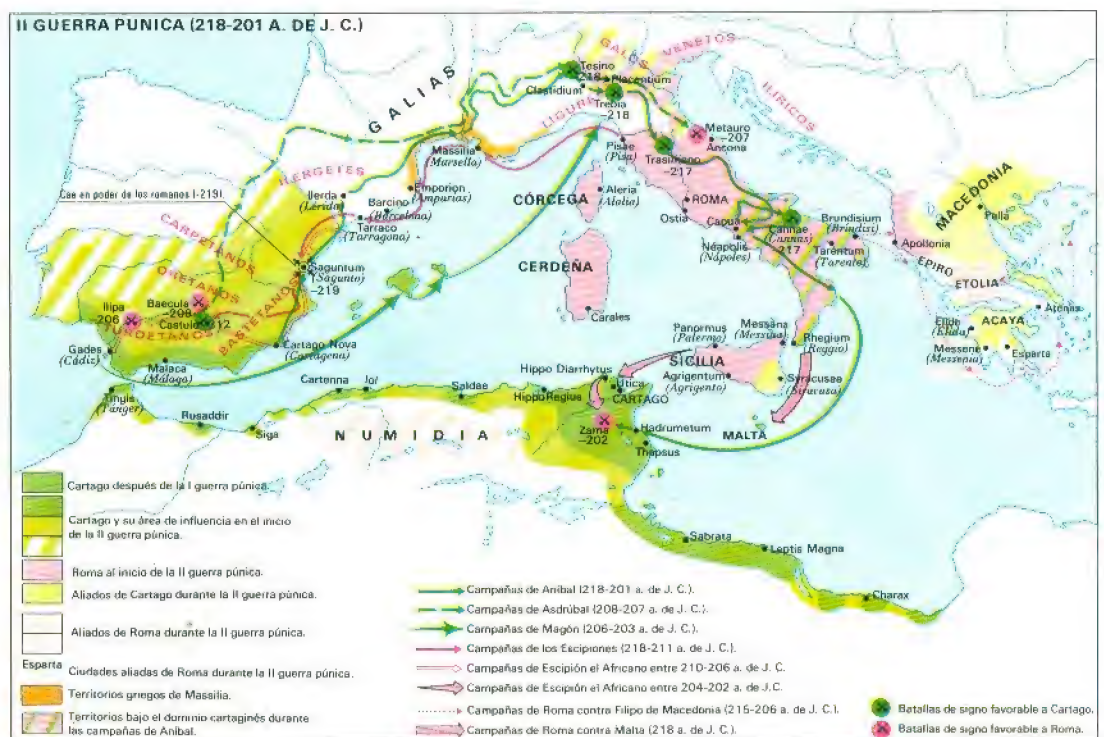 II GUERRA PUNICA (218-201 A. DE J. C.)
GALIAS
GALOS
VENETOS
ILIRICOS
LIGURES
Tesino
-218
Placentium
Clastidium
Trebia
-218
Metauro
-207
Ancona
Trasimeno
-217
Massilia
(Marsella)
Pisae
(Pisa)
ILERGETES
Cae en poder de los romanos (-219)
Ilerda
(Lérida)
Emporion
(Ampurias)
Barcino
(Barcelona)
Tarraco
(Tarragona)
CÓRCEGA
Aleria
(Alalia)
ROMA
Ostia
Capua
Néapolis
(Nápoles)
Cannae
(Cannas)
-217
Brundisium
(Brindisi)
Tarentum
(Tarento)
MACEDONIA
Pella
Apollonia
EPIRO
ETOLIA
Atenas
ACAYA
Elide
(Elida)
Messene
(Messenia)
Esparta
CARPETANOS
ORETANOS
Saguntum
(Sagunto)
-219
Baecula
-208
Ilipa
-206
Castulo
-212
TURDETANOS
BASTETANOS
Gades
(Cádiz)
Malaca
(Málaga)
Cartago Nova
(Cartagena)
CERDEÑA
Carales
Panormus
(Palermo)
Messana
(Messina)
Rhegium
(Reggio)
SICILIA
Agrigentum
(Agrigento)
Syracusae
(Siracusa)
MALTA
Tingis
(Tánger)
Rusaddir
Siga
Cartenna
Jol
Saldae
Hippo Regius
Hippo Diarrhytus
Utica
CARTAGO
Zama
-202
Hadrumetum
Thapsus
NUMIDIA
Sabrata
Leptis Magna
Charax
Cartago después de la I guerra púnica.
Cartago y su área de influencia en el inicio
de la II guerra púnica.
Roma al inicio de la II guerra púnica.
Aliados de Cartago durante la II guerra púnica.
Aliados de Roma durante la II guerra púnica.
Esparta Ciudades aliadas de Roma durante la II guerra púnica.
Territorios griegos de Massilia.
Territorios bajo el dominio cartaginés durante
las campañas de Aníbal.
Campañas de Aníbal (218-201 a. de J. C.).
Campañas de Asdrúbal (208-207 a. de J. C.).
Campañas de Magón (206-203 a. de J. C.).
Campañas de los Escipiones (218-211 a. de J. C.).
Campañas de Escipión el Africano entre 210-206 a. de J. C.
Campañas de Escipión el Africano entre 204-202 a. de J. C.
Campañas de Roma contra Filipo de Macedonia (215-206 a. de J. C.).
Campañas de Roma contra Malta (218 a. de J. C.).
Batallas de signo favorable a Cartago.
Batallas de signo favorable a Roma.